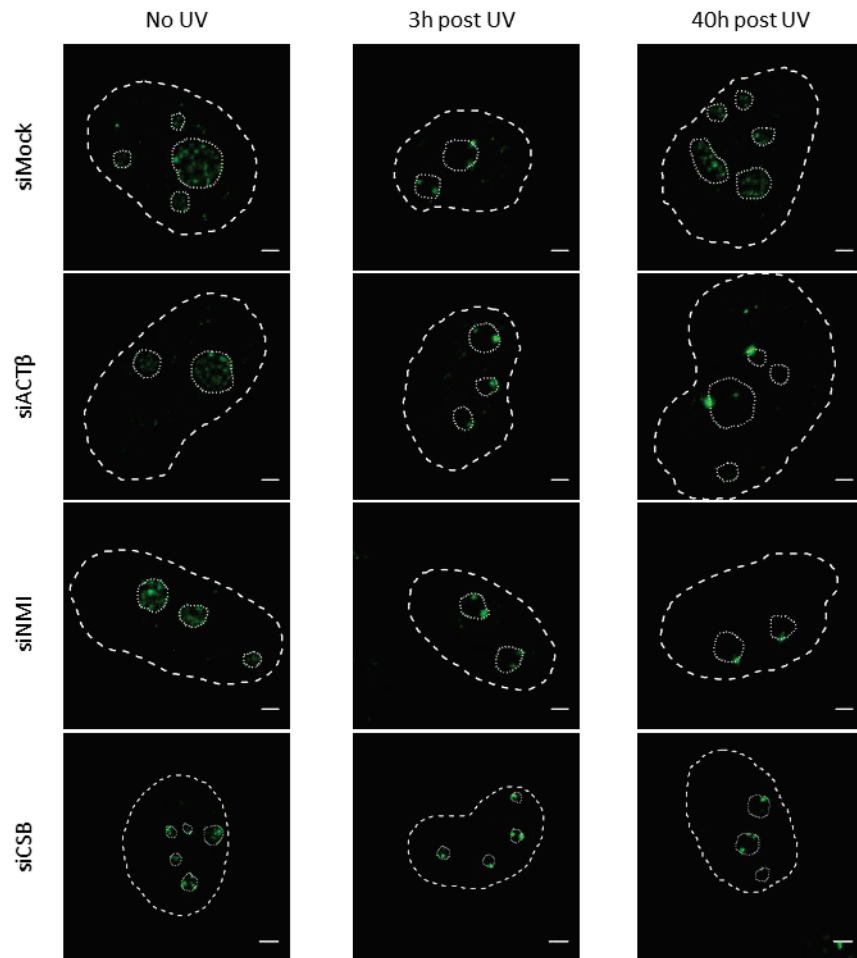 No UV 3h post UV 40h post UV
siMock
siACTβ
siNMI
siCSB